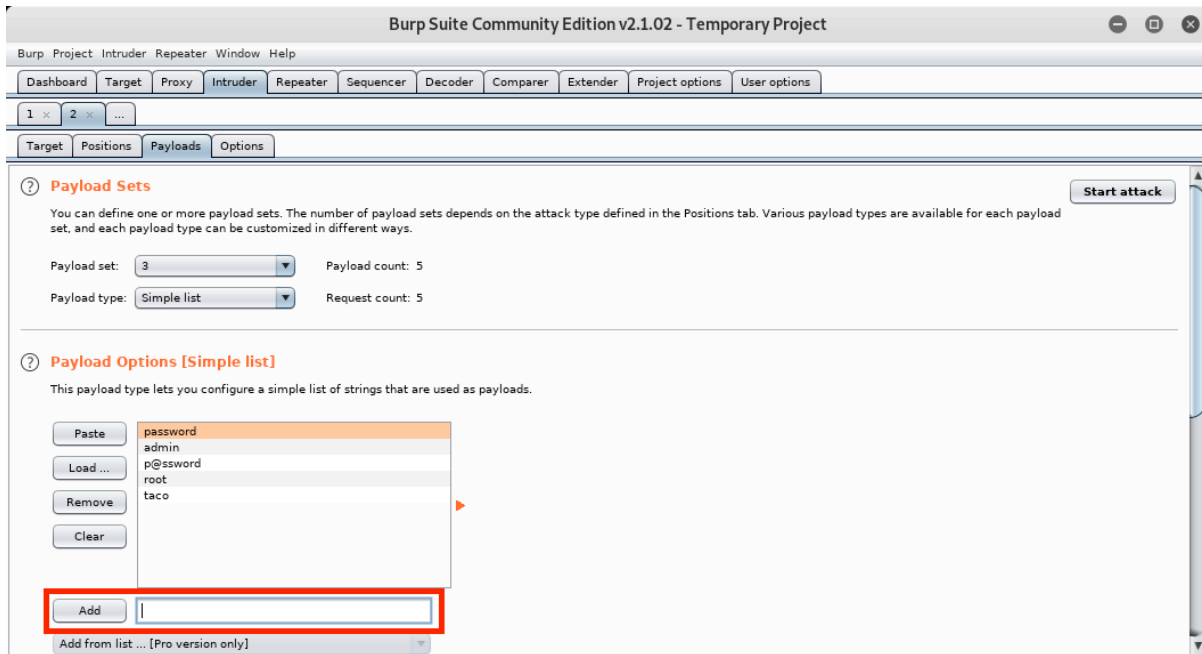 Burp Suite Community Edition v2.1.02 - Temporary Project
Burp Project Intruder Repeater Window Help
Dashboard Target Proxy Intruder Repeater Sequencer Decoder Comparer Extender Project options User options
1 × 2 × ...
Target Positions Payloads Options
? Payload Sets
Start attack
You can define one or more payload sets. The number of payload sets depends on the attack type defined in the Positions tab. Various payload types are available for each payload
set, and each payload type can be customized in different ways.
Payload set: 3 Payload count: 5
Payload type: Simple list Request count: 5
? Payload Options [Simple list]
This payload type lets you configure a simple list of strings that are used as payloads.
Paste
Load ...
Remove
Clear
password
admin
p@ssword
root
taco
Add
Add from list ... [Pro version only]